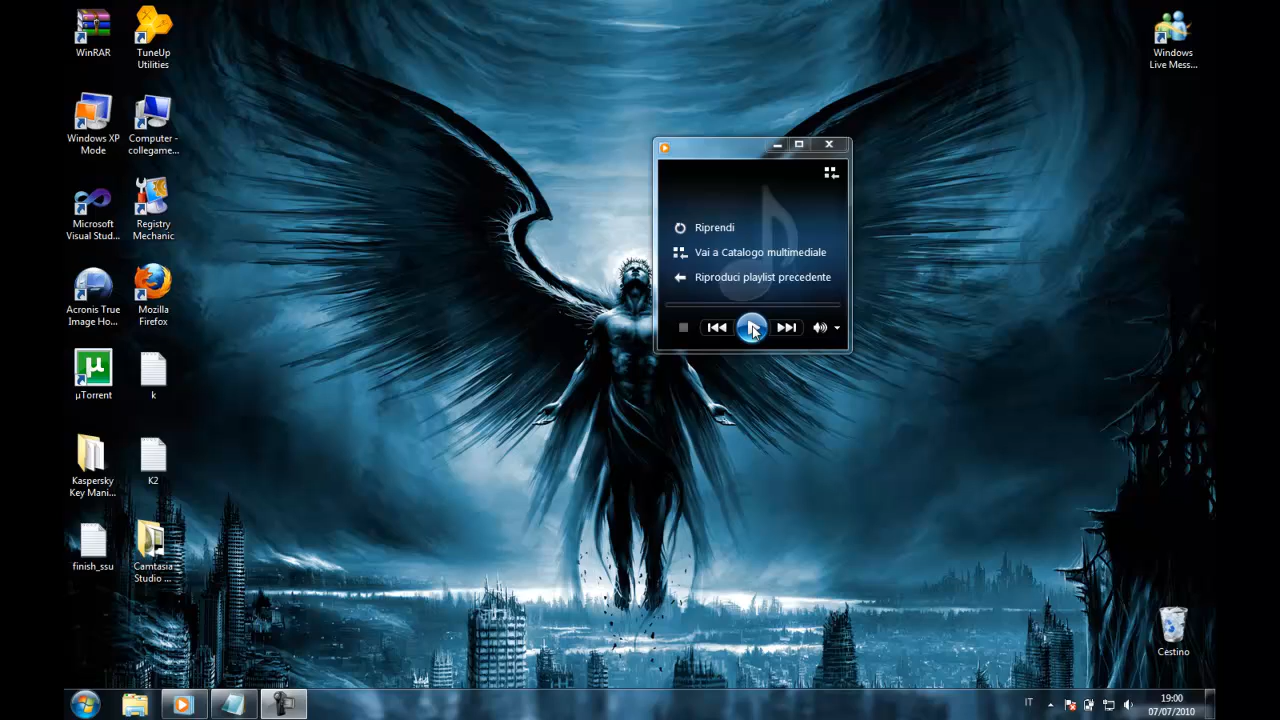 WinRAR
TuneUp
Utilities
Windows
Live Mess...
Windows XP
Mode
Computer -
collegame...
Microsoft
Visual Stud...
Registry
Mechanic
Acronis True
Image Ho...
Mozilla
Firefox
µTorrent
k
Kaspersky
Key Mani...
K2
finish_ssu
Camtasia
Studio ...
Riprendi
Vai a Catalogo multimediale
Riproduci playlist precedente
Cestino
IT
19:00
07/07/2010